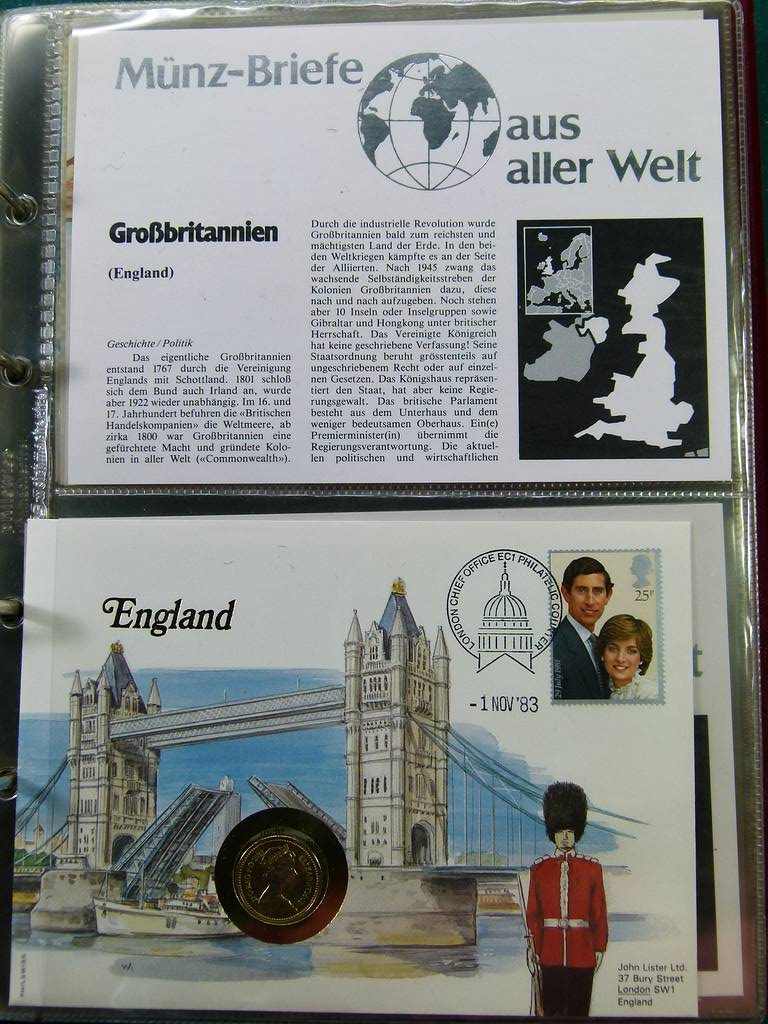 Münz-Briefe
aus
aller Welt
Großbritannien
(England)
Geschichte / Politik
Das eigentliche Großbritannien
entstand 1767 durch die Vereinigung
Englands mit Schottland. 1801 schloß
sich dem Bund auch Irland an, wurde
aber 1922 wieder unabhängig. Im 16. und
17. Jahrhundert befuhren die «Britischen
Handelskompanien» die Weltmeere, ab
zirka 1800 war Großbritannien eine
gefürchtete Macht und gründete Kolo-
nien in aller Welt («Commonwealth»).
Durch die industrielle Revolution wurde
Großbritannien bald zum reichsten und
mächtigsten Land der Erde. In den bei-
den Weltkriegen kämpfte es an der Seite
der Alliierten. Nach 1945 zwang das
wachsende Selbständigkeitsstreben der
Kolonien Großbritannien dazu, diese
nach und nach aufzugeben. Noch stehen
aber 10 Inseln oder Inselgruppen sowie
Gibraltar und Hongkong unter britischer
Herrschaft. Das Vereinigte Königreich
hat keine geschriebene Verfassung! Seine
Staatsordnung beruht grösstenteils auf
ungeschriebenem Recht oder auf einzel-
nen Gesetzen. Das Königshaus repräsen-
tiert den Staat, hat aber keine Regie-
rungsgewalt. Das britische Parlament
besteht aus dem Unterhaus und dem
weniger bedeutsamen Oberhaus. Ein(e)
Premierminister(in) übernimmt die
Regierungsverantwortung. Die aktuel-
len politischen und wirtschaftlichen
England
LONDON CHIEF OFFICE EC1 PHILATELIC COUNTER
-1 NOV '83
25P
29 July 1981
John Lister Ltd.
37 Bury Street
London SW1
England
PHILSWISS